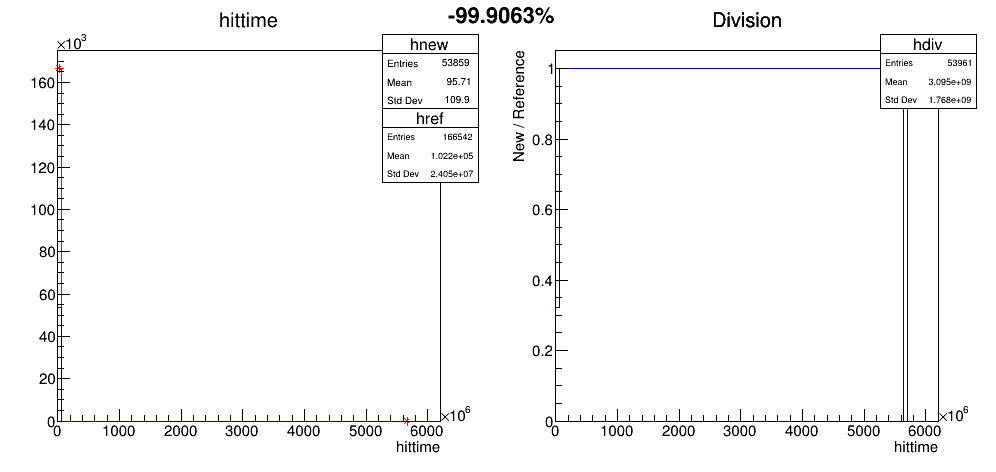 -99.9063%
hittime
×10³
hnew
Entries 53859
Mean 95.71
Std Dev 109.9
href
Entries 166542
Mean 1.022e+05
Std Dev 2.405e+07
160
140
120
100
80
60
40
20
0
0 1000 2000 3000 4000 5000 6000
×10⁶
hittime
Division
hdiv
Entries 53961
Mean 3.095e+09
Std Dev 1.768e+09
New / Reference
1
0.8
0.6
0.4
0.2
0
0 1000 2000 3000 4000 5000 6000
×10⁶
hittime